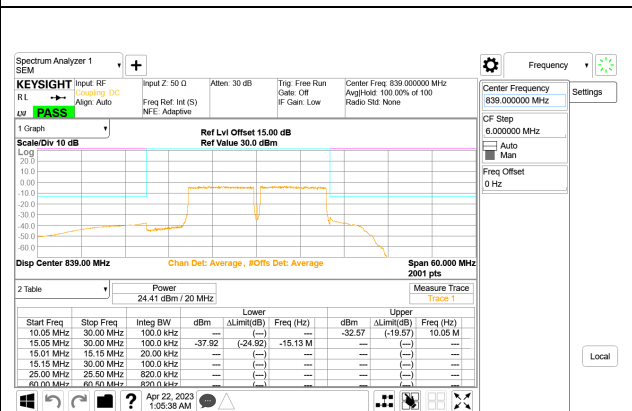 Spectrum Analyzer 1
SEM
▼
+
Frequency
▼
KEYSIGHT
RL
PASS
Input: RF
Coupling: DC
Align: Auto
Input Z: 50 Ω
Freq Ref: Int (S)
NFE: Adaptive
Atten: 30 dB
Trig: Free Run
Gate: Off
IF Gain: Low
Center Freq: 839.000000 MHz
Avg|Hold: 100.00% of 100
Radio Std: None
Center Frequency
839.000000 MHz
Settings
CF Step
6.000000 MHz
Auto
Man
Freq Offset
0 Hz
1 Graph
▼
Scale/Div 10 dB
Ref Lvl Offset 15.00 dB
Ref Value 30.0 dBm
Log
20.0
10.0
0.00
-10.0
-20.0
-30.0
-40.0
-50.0
-60.0
Disp Center 839.00 MHz
Chan Det: Average , #Offs Det: Average
Span 60.000 MHz
2001 pts
2 Table
▼
Power
24.41 dBm / 20 MHz
Measure Trace
Trace 1
Lower Upper
Start Freq Stop Freq Integ BW dBm ΔLimit(dB) Freq (Hz) dBm ΔLimit(dB) Freq (Hz)
10.05 MHz 30.00 MHz 100.0 kHz --- (---) --- -32.57 (-19.57) 10.05 M
15.05 MHz 30.00 MHz 100.0 kHz -37.92 (-24.92) -15.13 M --- (---) ---
15.01 MHz 15.15 MHz 20.00 kHz --- (---) --- --- (---) ---
15.15 MHz 30.00 MHz 100.0 kHz --- (---) --- --- (---) ---
25.00 MHz 25.50 MHz 820.0 kHz --- (---) --- --- (---) ---
60.00 MHz 60.50 MHz 820.0 kHz --- (---) --- --- (---) ---
Local
?
Apr 22, 2023
1:05:38 AM